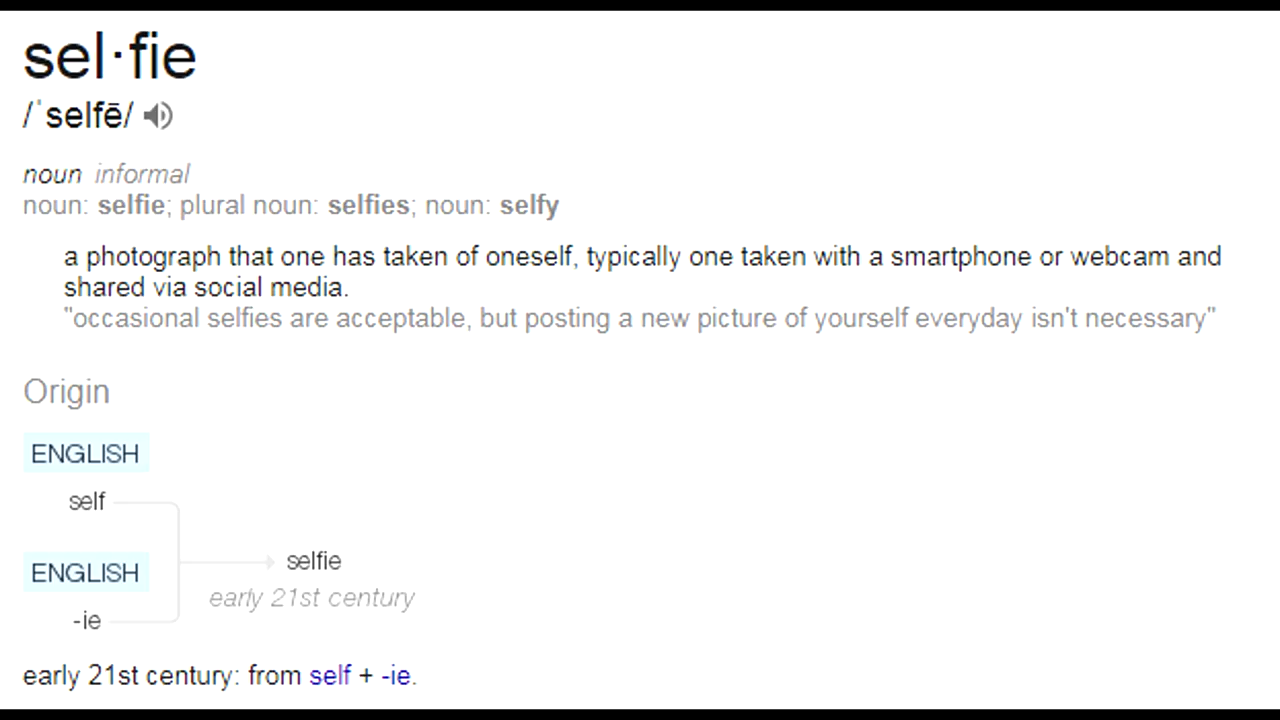 sel·fie
/ˈselfē/
noun informal
noun: selfie; plural noun: selfies; noun: selfy
a photograph that one has taken of oneself, typically one taken with a smartphone or webcam and
shared via social media.
"occasional selfies are acceptable, but posting a new picture of yourself everyday isn't necessary"
Origin
ENGLISH
self
ENGLISH
-ie
selfie
early 21st century
early 21st century: from self + -ie.